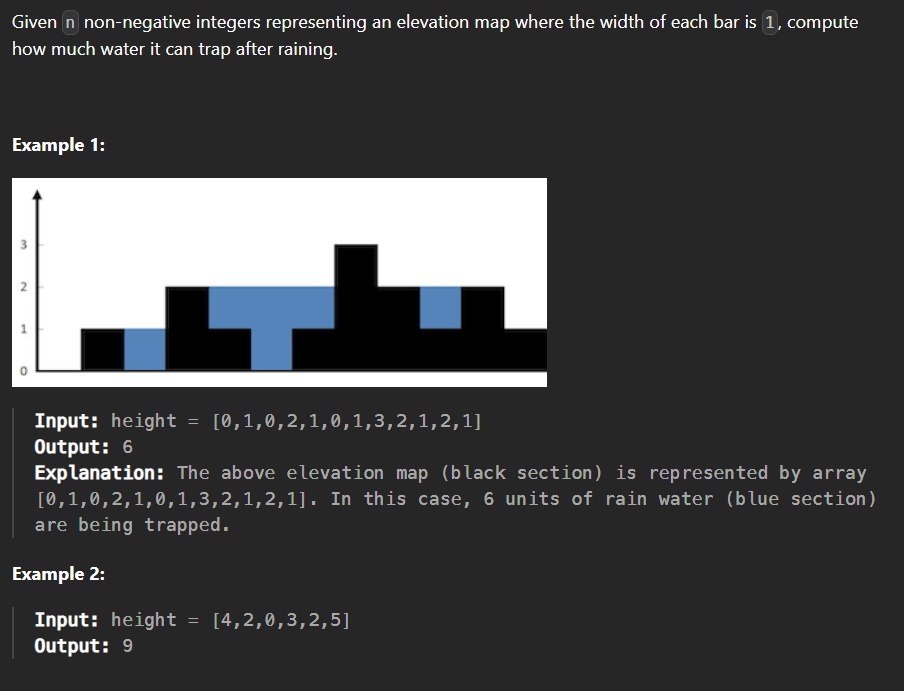 Given n non-negative integers representing an elevation map where the width of each bar is 1, compute
how much water it can trap after raining.
Example 1:
3
2
1
0
Input: height = [0,1,0,2,1,0,1,3,2,1,2,1]
Output: 6
Explanation: The above elevation map (black section) is represented by array
[0,1,0,2,1,0,1,3,2,1,2,1]. In this case, 6 units of rain water (blue section)
are being trapped.
Example 2:
Input: height = [4,2,0,3,2,5]
Output: 9